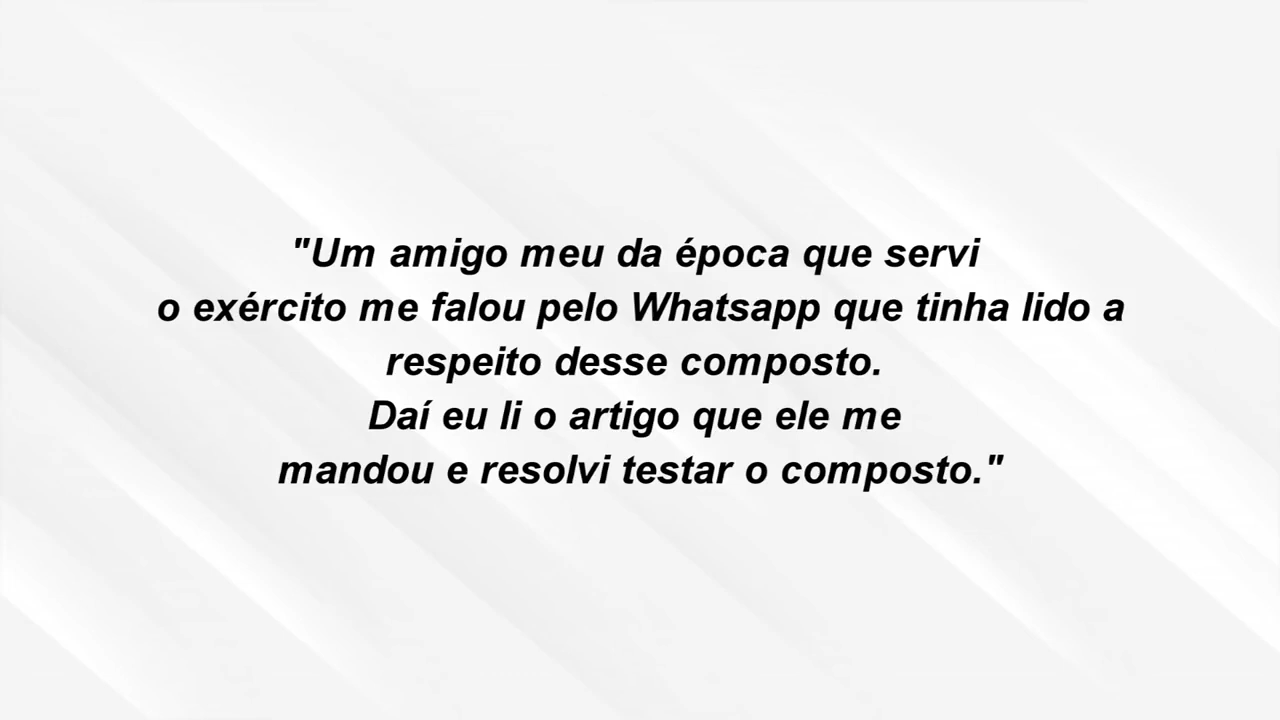 "Um amigo meu da época que servi
o exército me falou pelo Whatsapp que tinha lido a
respeito desse composto.
Daí eu li o artigo que ele me
mandou e resolvi testar o composto."